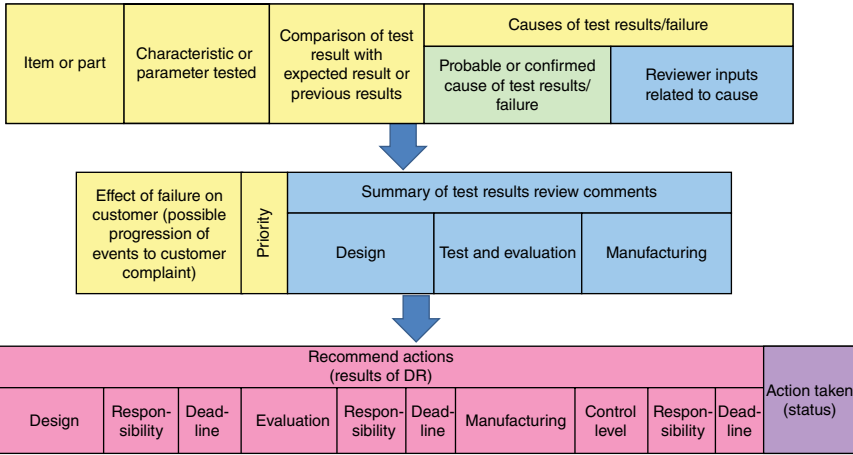 Item or part
Characteristic or
parameter tested
Comparison of test
result with
expected result or
previous results
Causes of test results/failure
Probable or confirmed
cause of test results/
failure
Reviewer inputs
related to cause
Effect of failure on
customer (possible
progression of
events to customer
complaint)
Priority
Summary of test results review comments
Design
Test and evaluation
Manufacturing
Recommend actions
(results of DR)
Design
Respon-
sibility
Dead-
line
Evaluation
Respon-
sibility
Dead-
line
Manufacturing
Control
level
Respon-
sibility
Dead-
line
Action taken
(status)